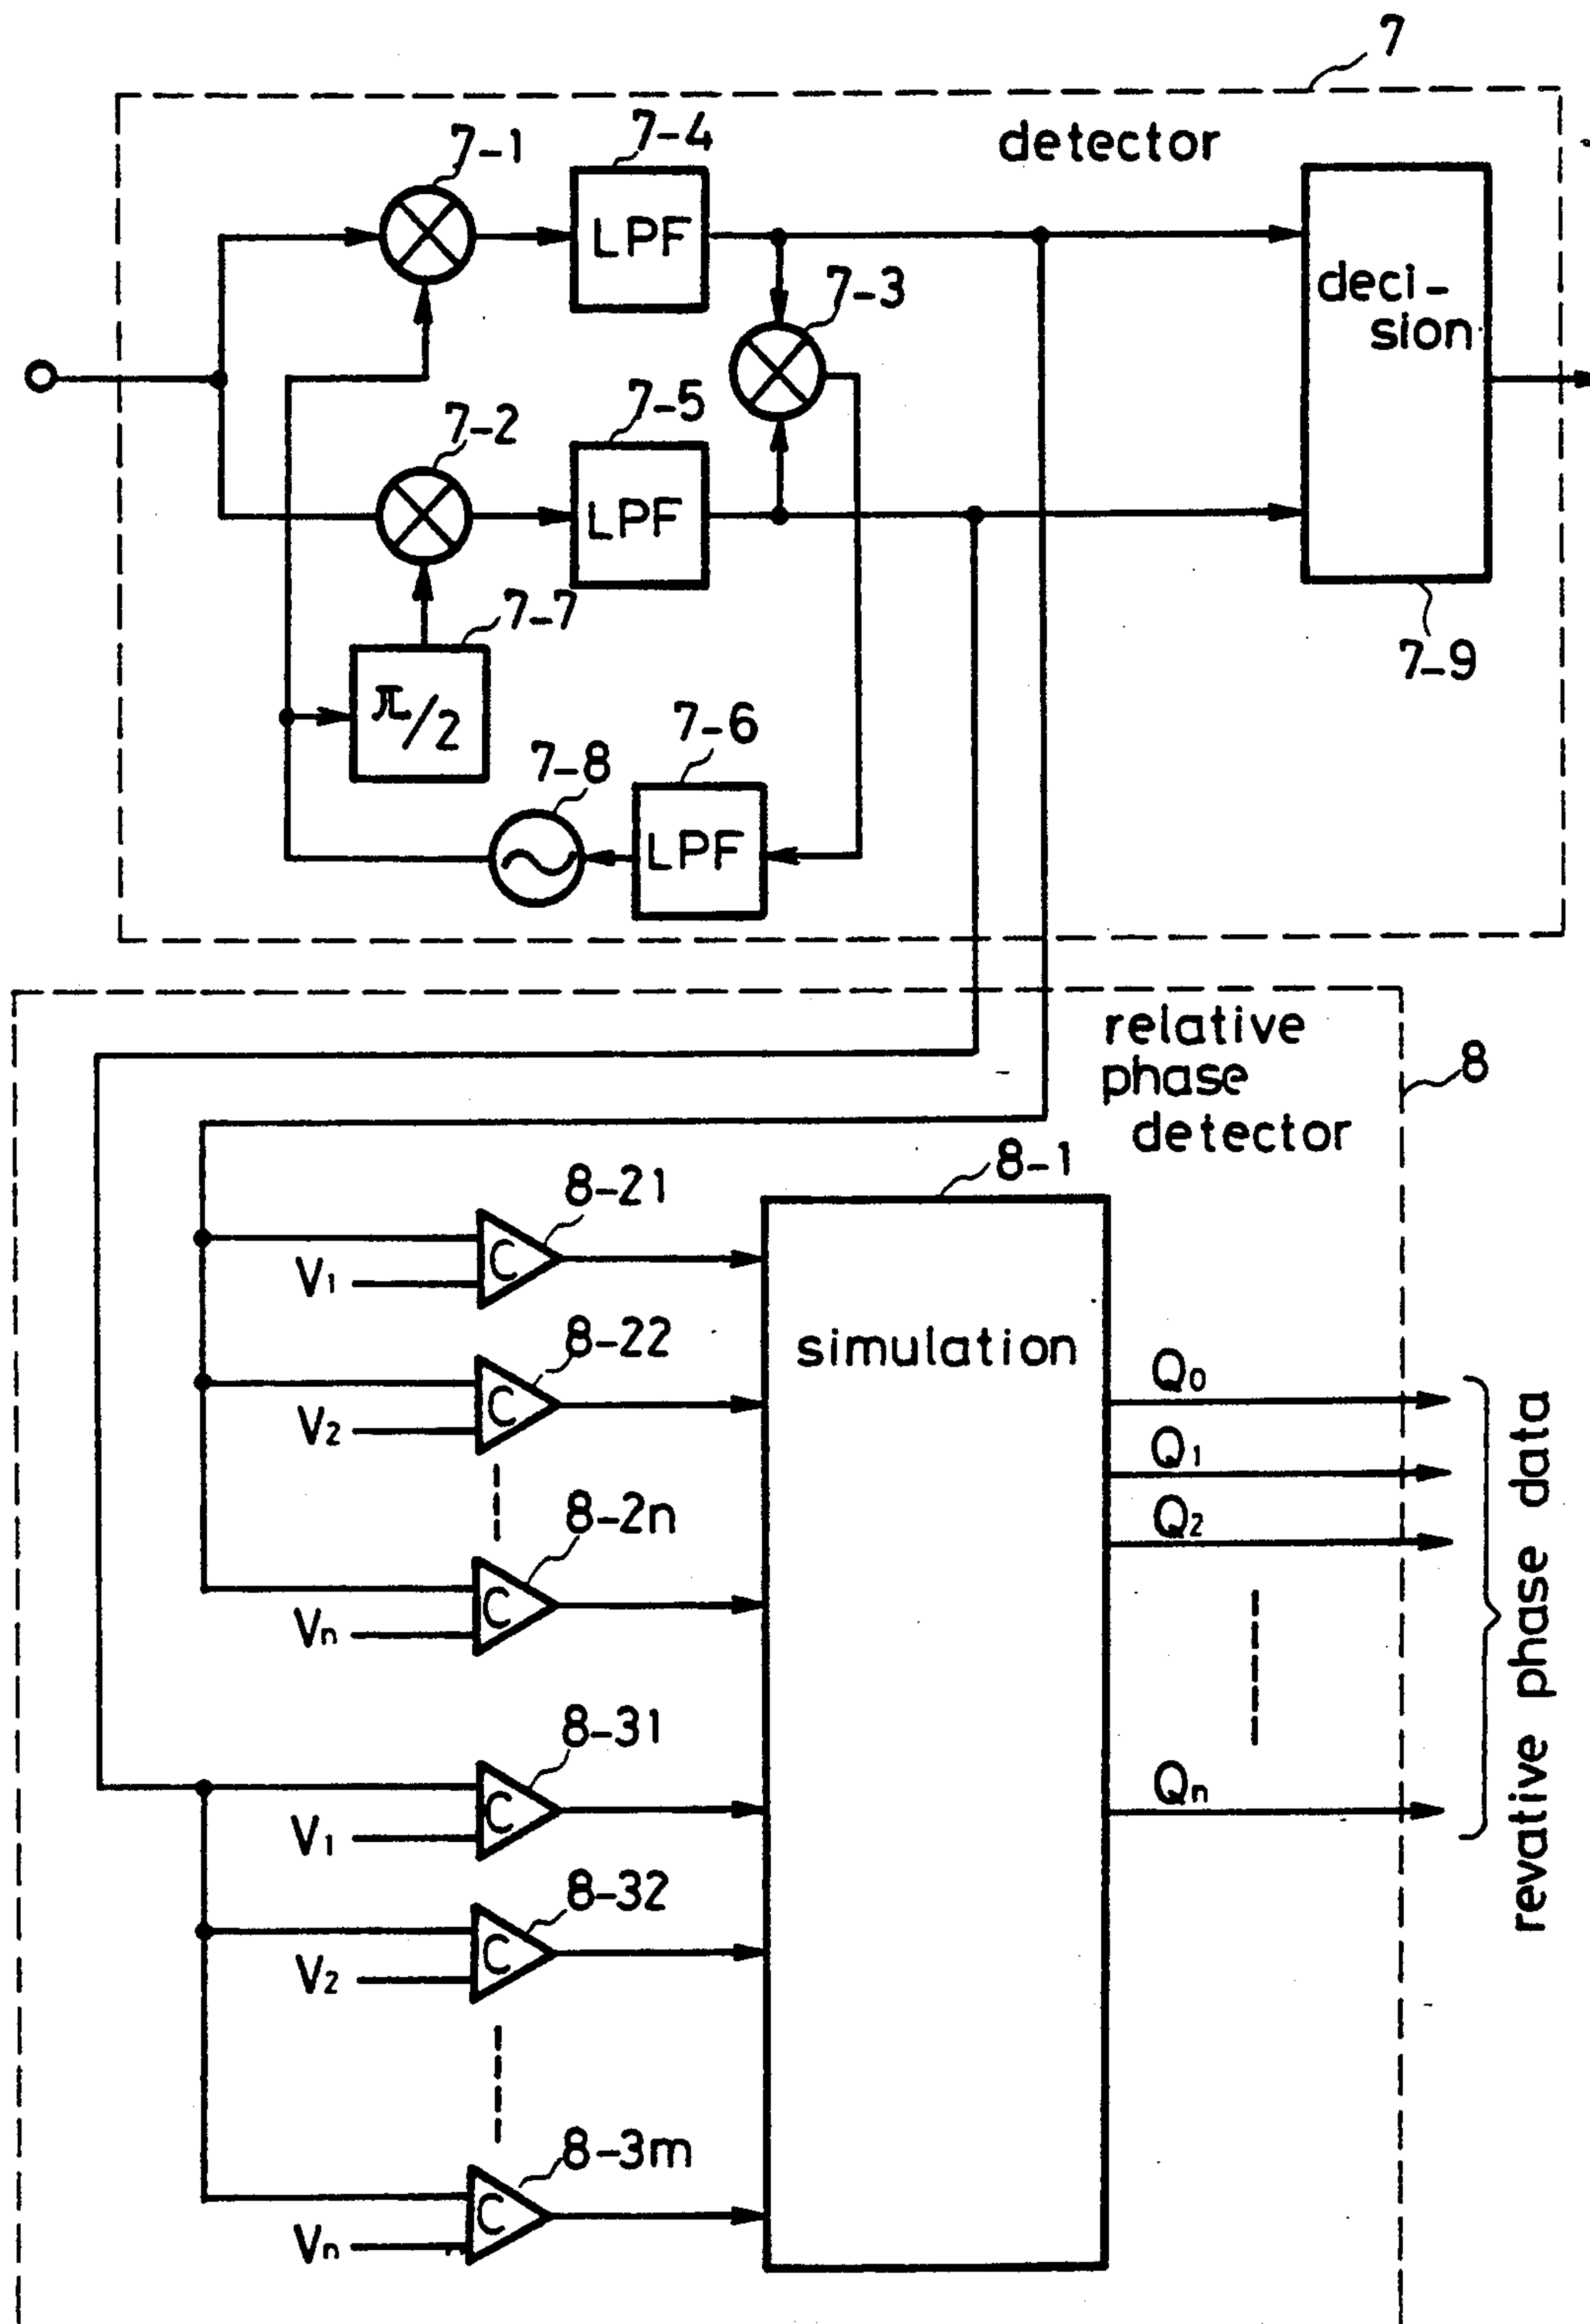 7
detector
7-1
7-4
LPF
7-3
deci-
sion
7-2
7-5
LPF
7-7
π/2
7-9
7-8
7-6
LPF
relative
phase
detector
8
8-1
8-21
C
V1
simulation
8-22
C
V2
Q0
Q1
8-2n
C
Vn
Q2
8-31
C
V1
Qn
revative phase data
8-32
C
V2
8-3m
C
Vn